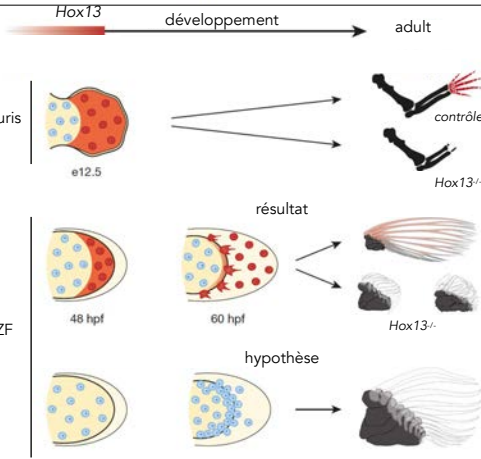 Hox13
développement
adult
uris
contrôle
e12.5
Hox13-/-
résultat
48 hpf
60 hpf
Hox13-/-
ZF
hypothèse